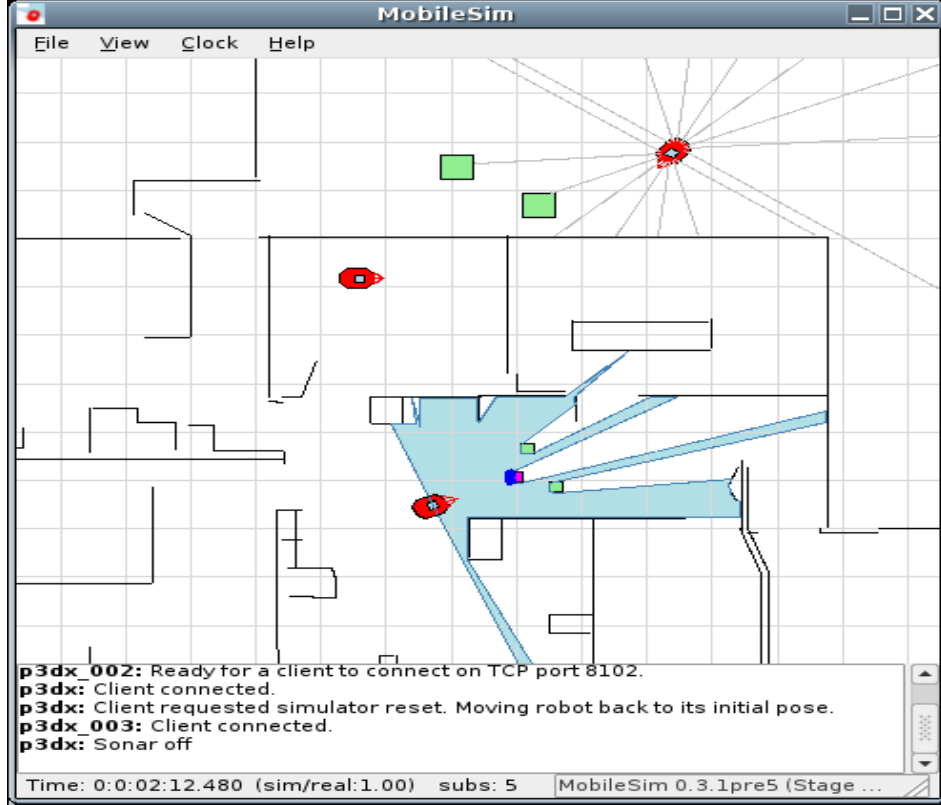 MobileSim
File View Clock Help
p3dx_002: Ready for a client to connect on TCP port 8102.
p3dx: Client connected.
p3dx: Client requested simulator reset. Moving robot back to its initial pose.
p3dx_003: Client connected.
p3dx: Sonar off
Time: 0:0:02:12.480 (sim/real:1.00) subs: 5 MobileSim 0.3.1pre5 (Stage ...